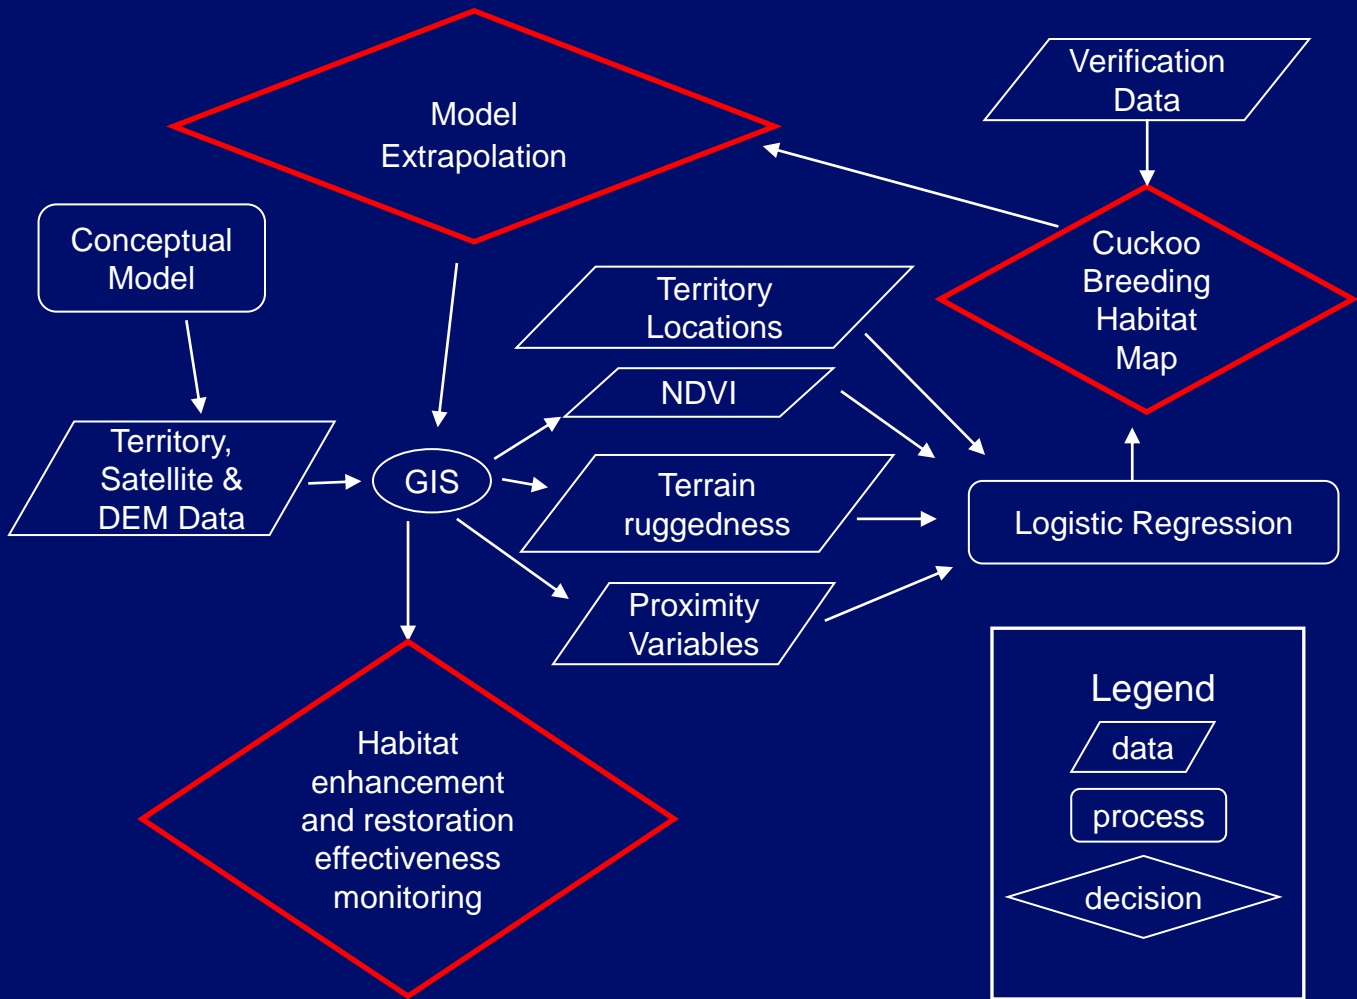 Model
Extrapolation
Verification
Data
Conceptual
Model
Cuckoo
Breeding
Habitat
Map
Territory
Locations
NDVI
Territory,
Satellite &
DEM Data
GIS
Terrain
ruggedness
Logistic Regression
Proximity
Variables
Habitat
enhancement
and restoration
effectiveness
monitoring
Legend
data
process
decision